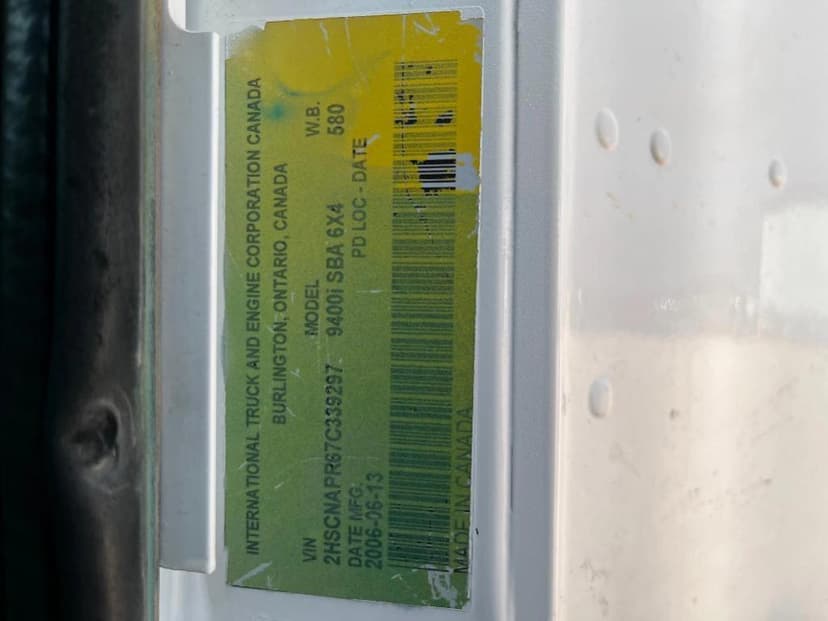 INTERNATIONAL TRUCK AND ENGINE CORPORATION CANADA
BURLINGTON, ONTARIO, CANADA
VIN MODEL W.B.
2HSCNAPR67C339297 9400i SBA 6X4 580
DATE MFG. PD LOC - DATE
2006-06-13
MADE IN CANADA